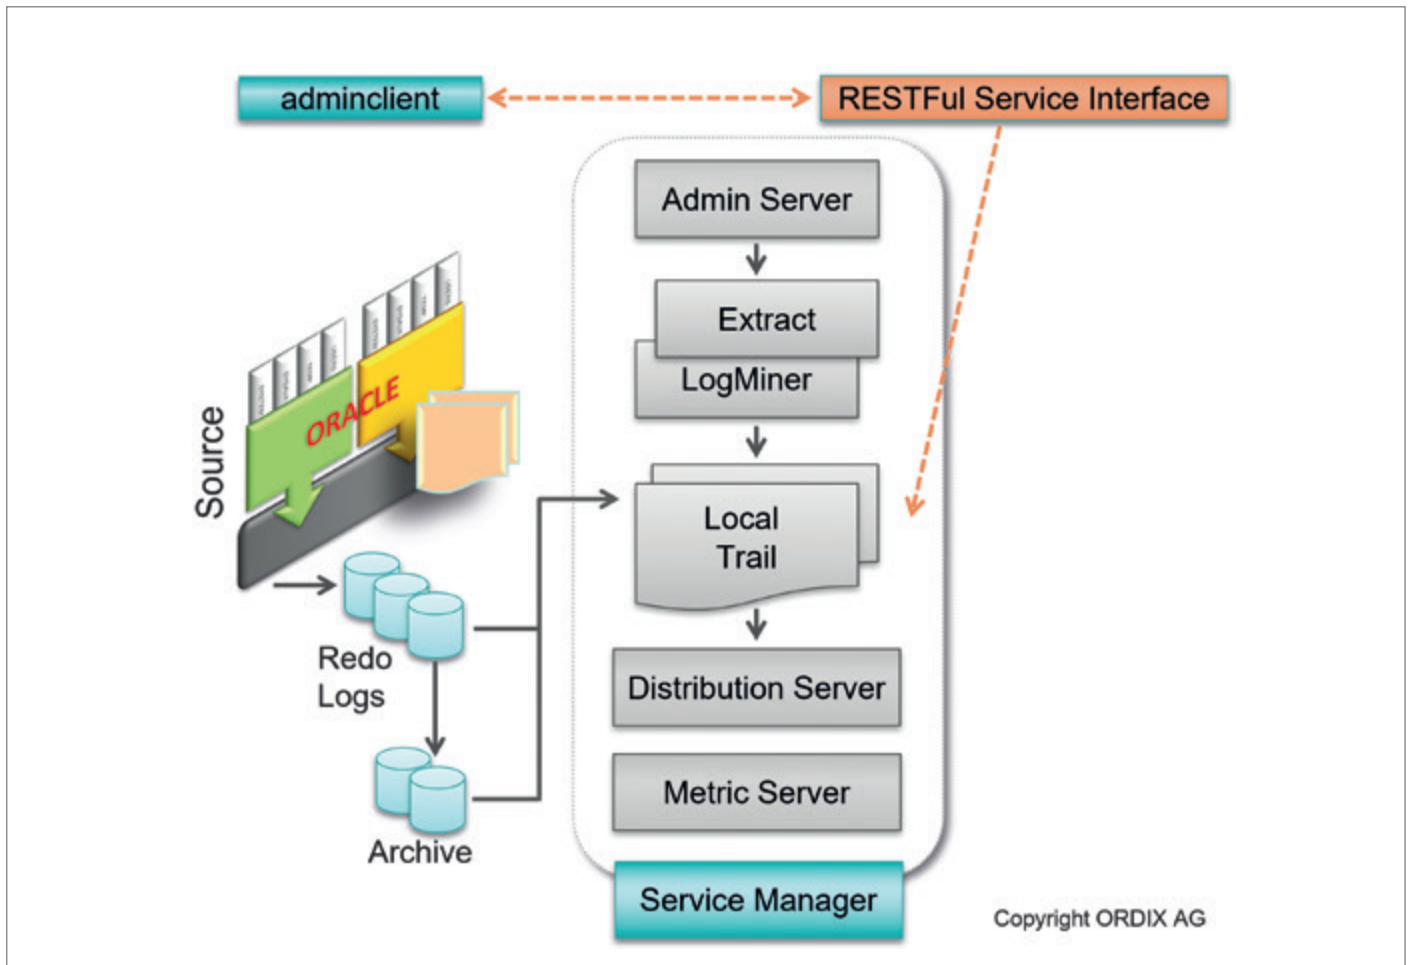 adminclient
RESTFul Service Interface
Admin Server
Extract
LogMiner
ORACLE
Source
Local
Trail
Redo
Logs
Distribution Server
Metric Server
Archive
Service Manager
Copyright ORDIX AG